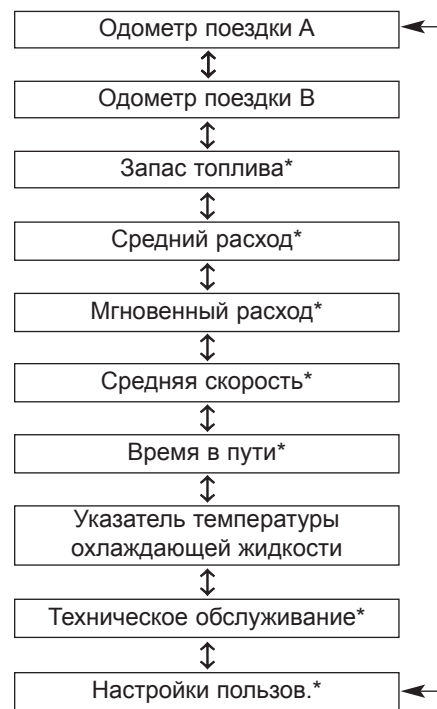 Одометр поездки A
Одометр поездки B
Запас топлива*
Средний расход*
Мгновенный расход*
Средняя скорость*
Время в пути*
Указатель температуры
охлаждающей жидкости
Техническое обслуживание*
Настройки пользов.*